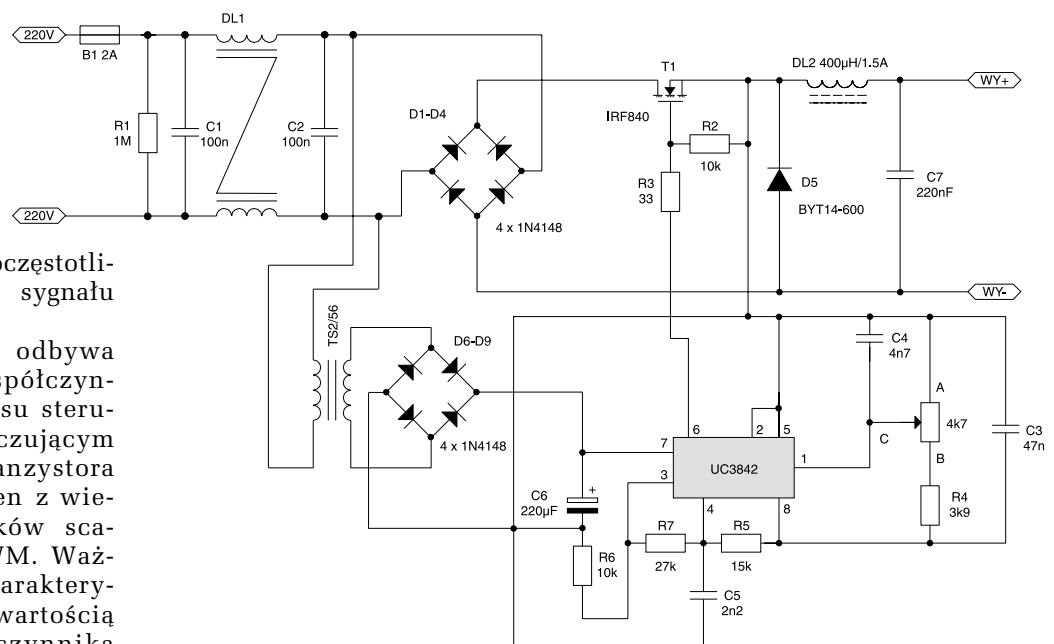 DL1
220V
B1 2A
R1
1M
C1
100n
C2
100n
220V
D1-D4
4 x 1N4148
T1
IRF840
R2
10k
R3
33
DL2 400µH/1.5A
D5
BYT14-600
C7
220nF
WY+
WY-
oczęstotli-
sygnału
odbywa
spółczyn-
su steru-
czującym
anzystora
en z wie-
ków sca-
WM. Waż-
araktery-
wartością
szynnika
TS2/56
D6-D9
4 x 1N4148
C6
+
220µF
R6
10k
6
2
5
7
3
UC3842
1
4
8
R7
27k
R5
15k
C5
2n2
C4
4n7
A
C
4k7
B
R4
3k9
C3
47n